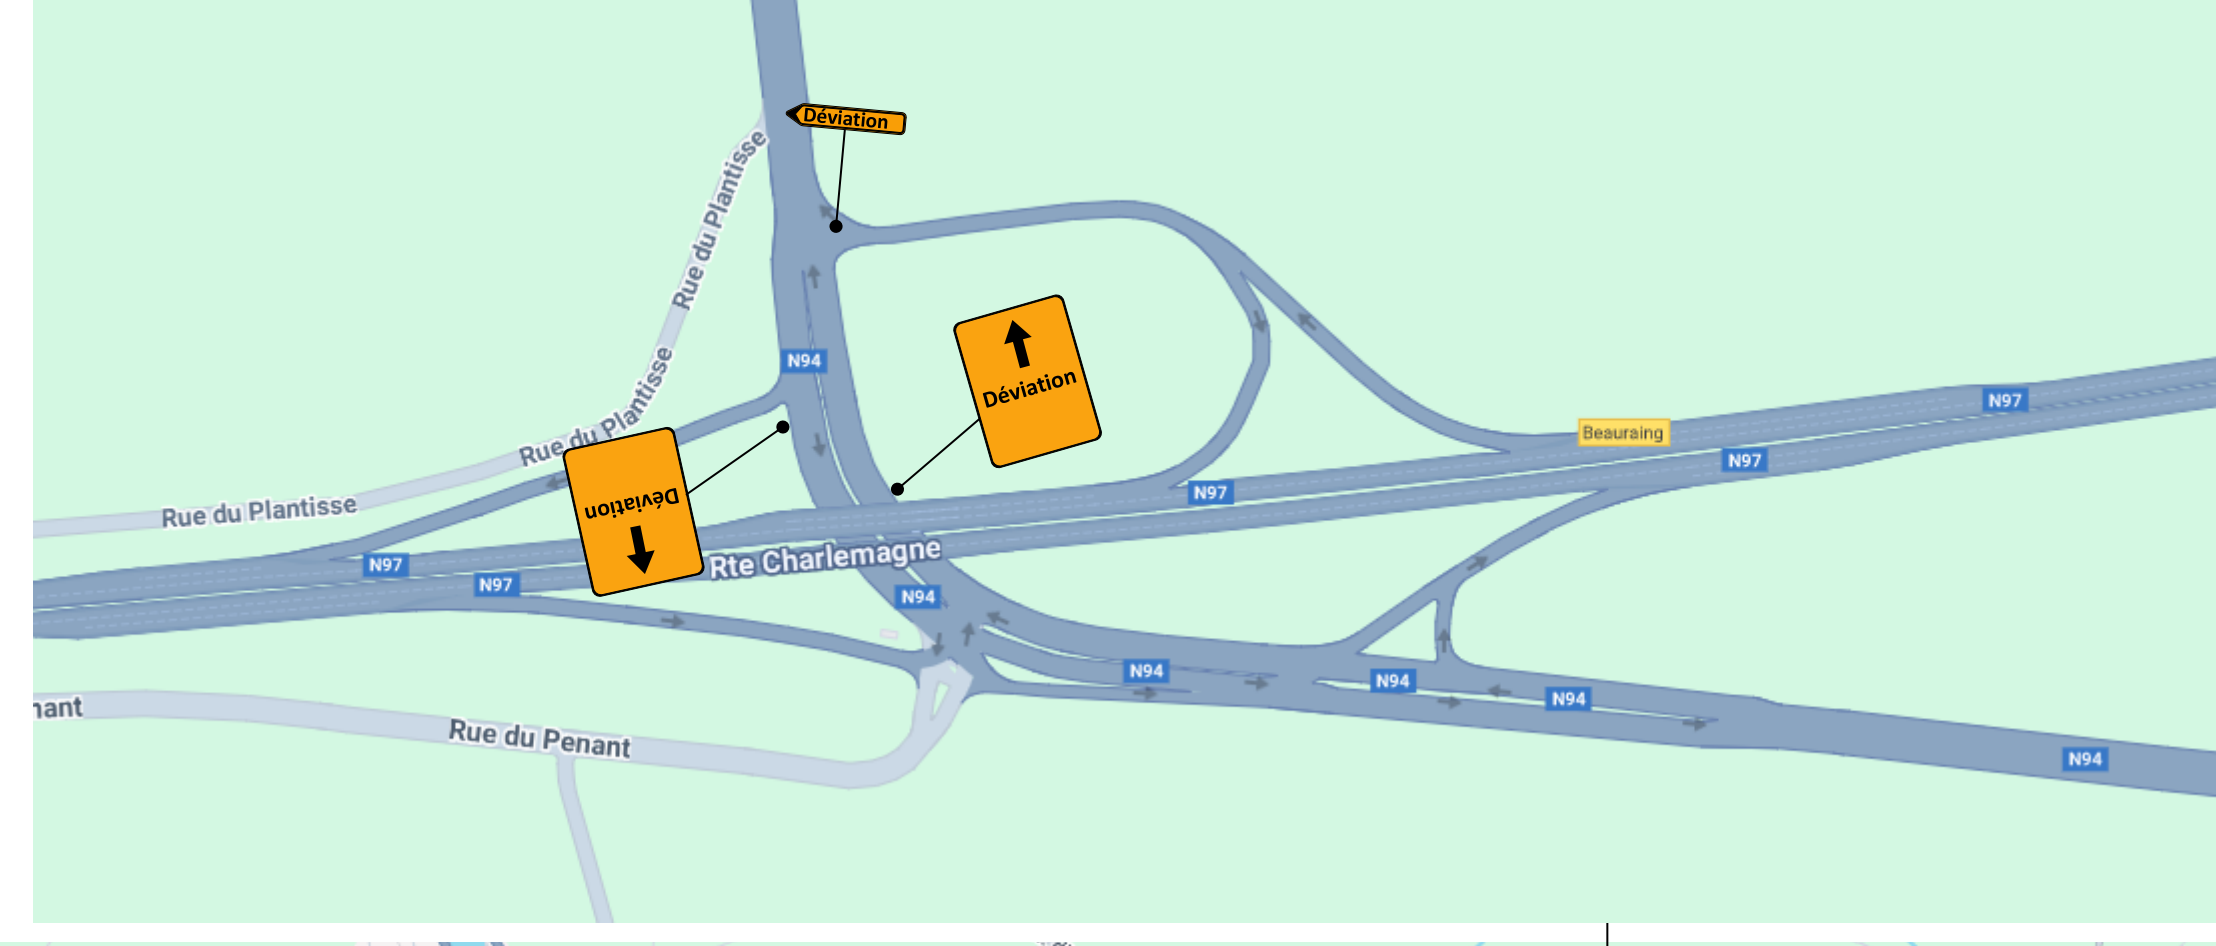 Déviation
Rue du Plantisse
N94
Déviation
N97
Beauraing
N97
N97
Rue du Plantisse
Rue du Plantisse
Déviation
N97
N97
Rte Charlemagne
N94
N94
N94
N94
nant
Rue du Penant
N94